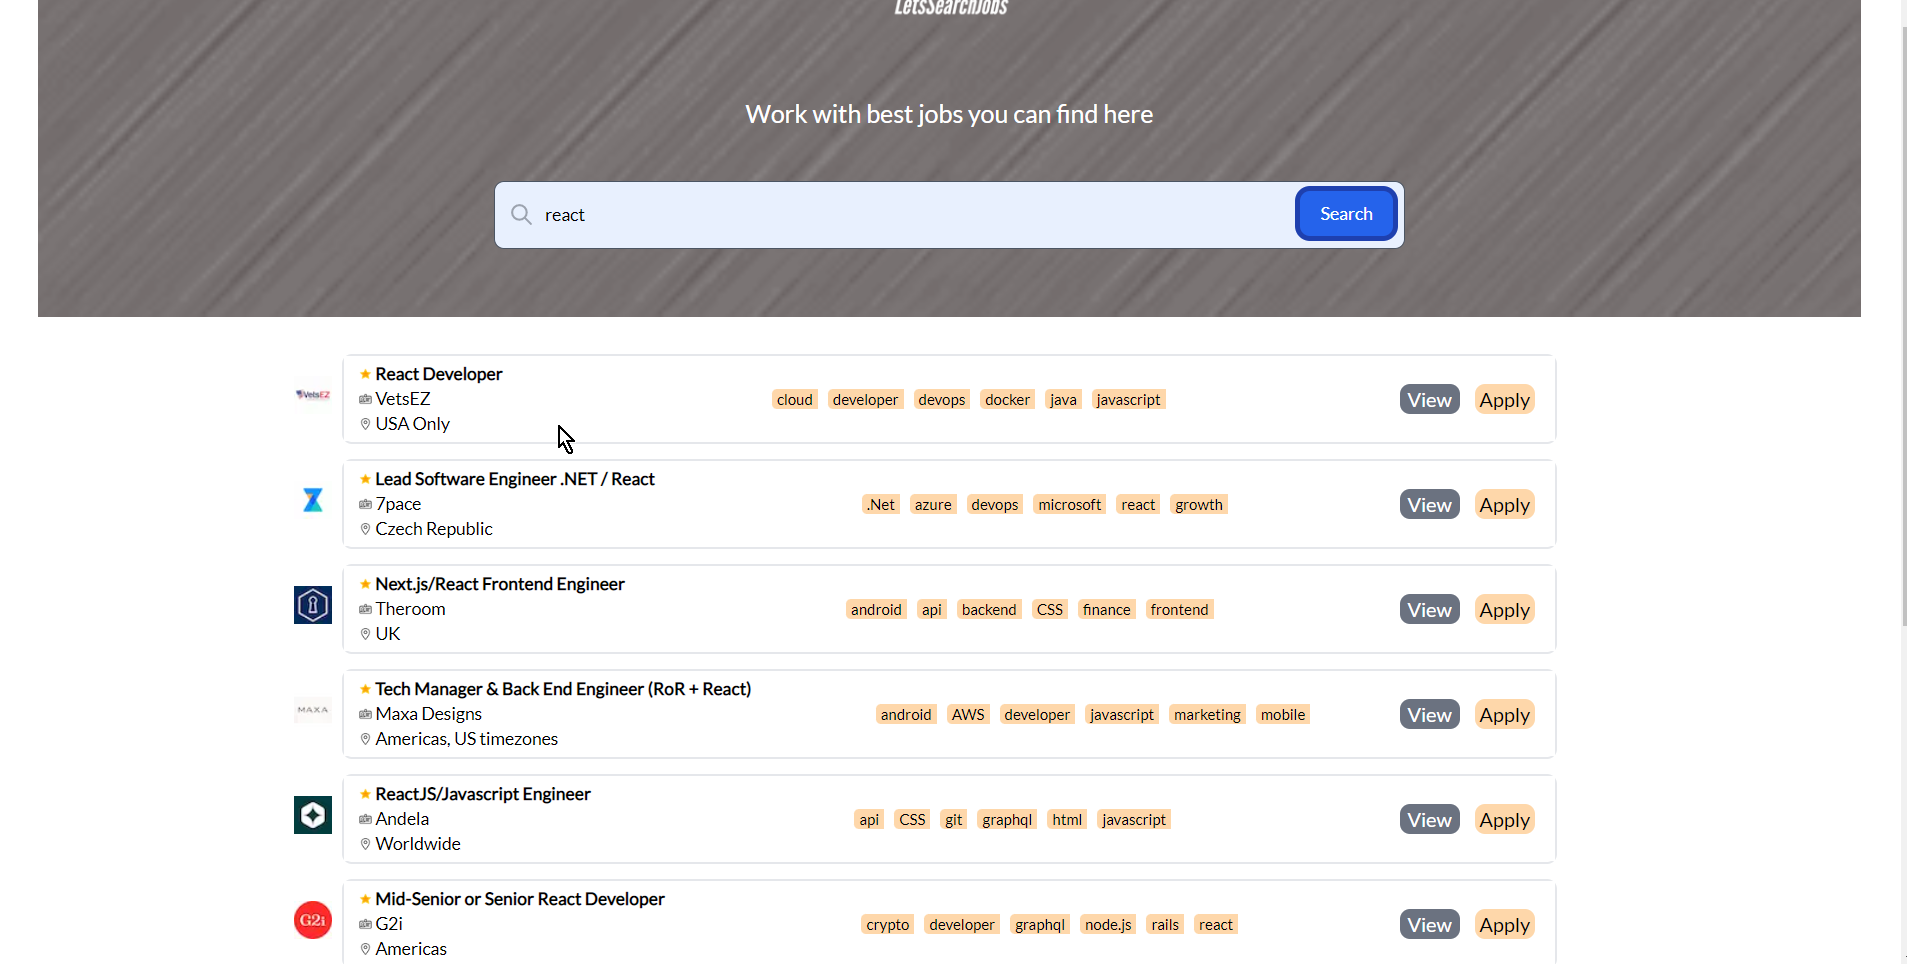 LetsSearchJobs
Work with best jobs you can find here
react
Search
VetsEZ
React Developer
VetsEZ
USA Only
cloud developer devops docker java javascript
View Apply
Lead Software Engineer .NET / React
7pace
Czech Republic
.Net azure devops microsoft react growth
View Apply
Next.js/React Frontend Engineer
Theroom
UK
android api backend CSS finance frontend
View Apply
MAXA
Tech Manager & Back End Engineer (RoR + React)
Maxa Designs
Americas, US timezones
android AWS developer javascript marketing mobile
View Apply
ReactJS/Javascript Engineer
Andela
Worldwide
api CSS git graphql html javascript
View Apply
G2i
Mid-Senior or Senior React Developer
G2i
Americas
crypto developer graphql node.js rails react
View Apply